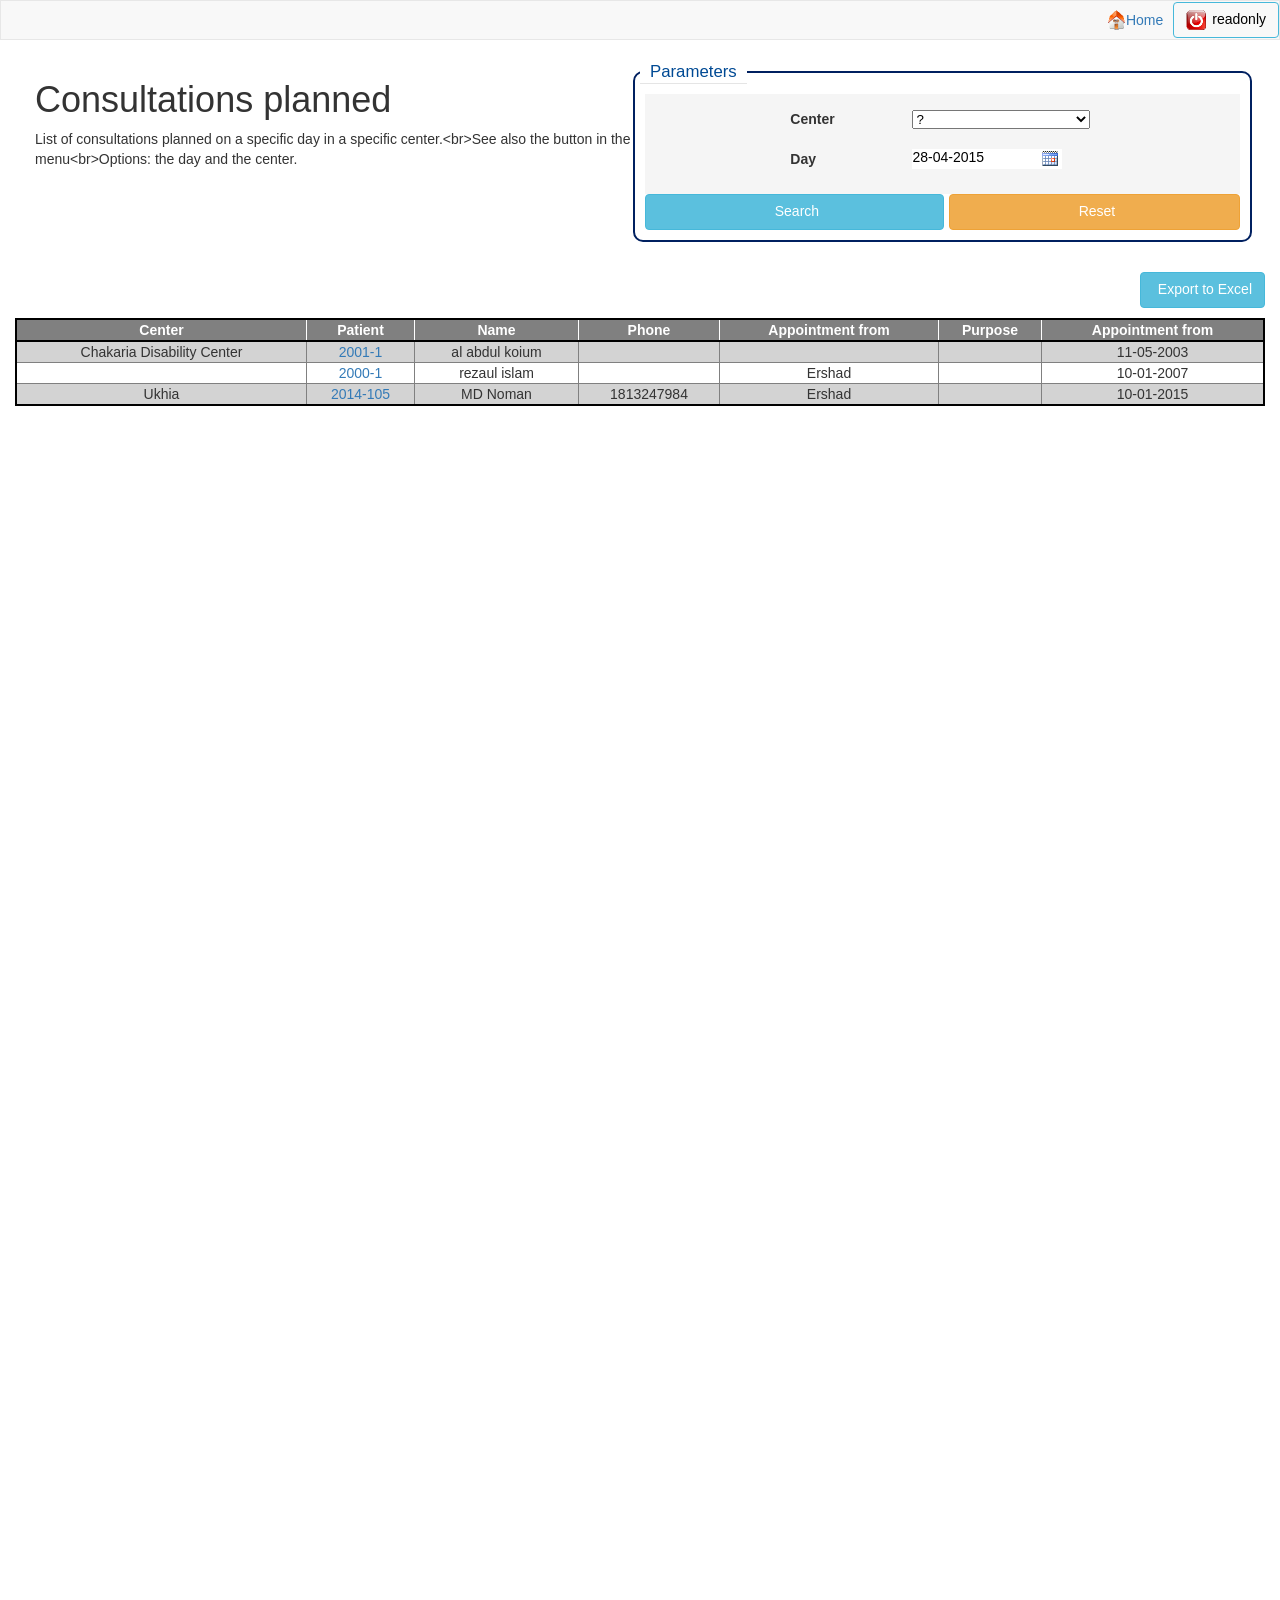 Home readonly
Parameters
Consultations planned
List of consultations planned on a specific day in a specific center.<br>See also the button in the
menu<br>Options: the day and the center.
Center ?
Day 28-04-2015
Search Reset
Export to Excel
Center Patient Name Phone Appointment from Purpose Appointment from
Chakaria Disability Center 2001-1 al abdul koium 11-05-2003
2000-1 rezaul islam Ershad 10-01-2007
Ukhia 2014-105 MD Noman 1813247984 Ershad 10-01-2015